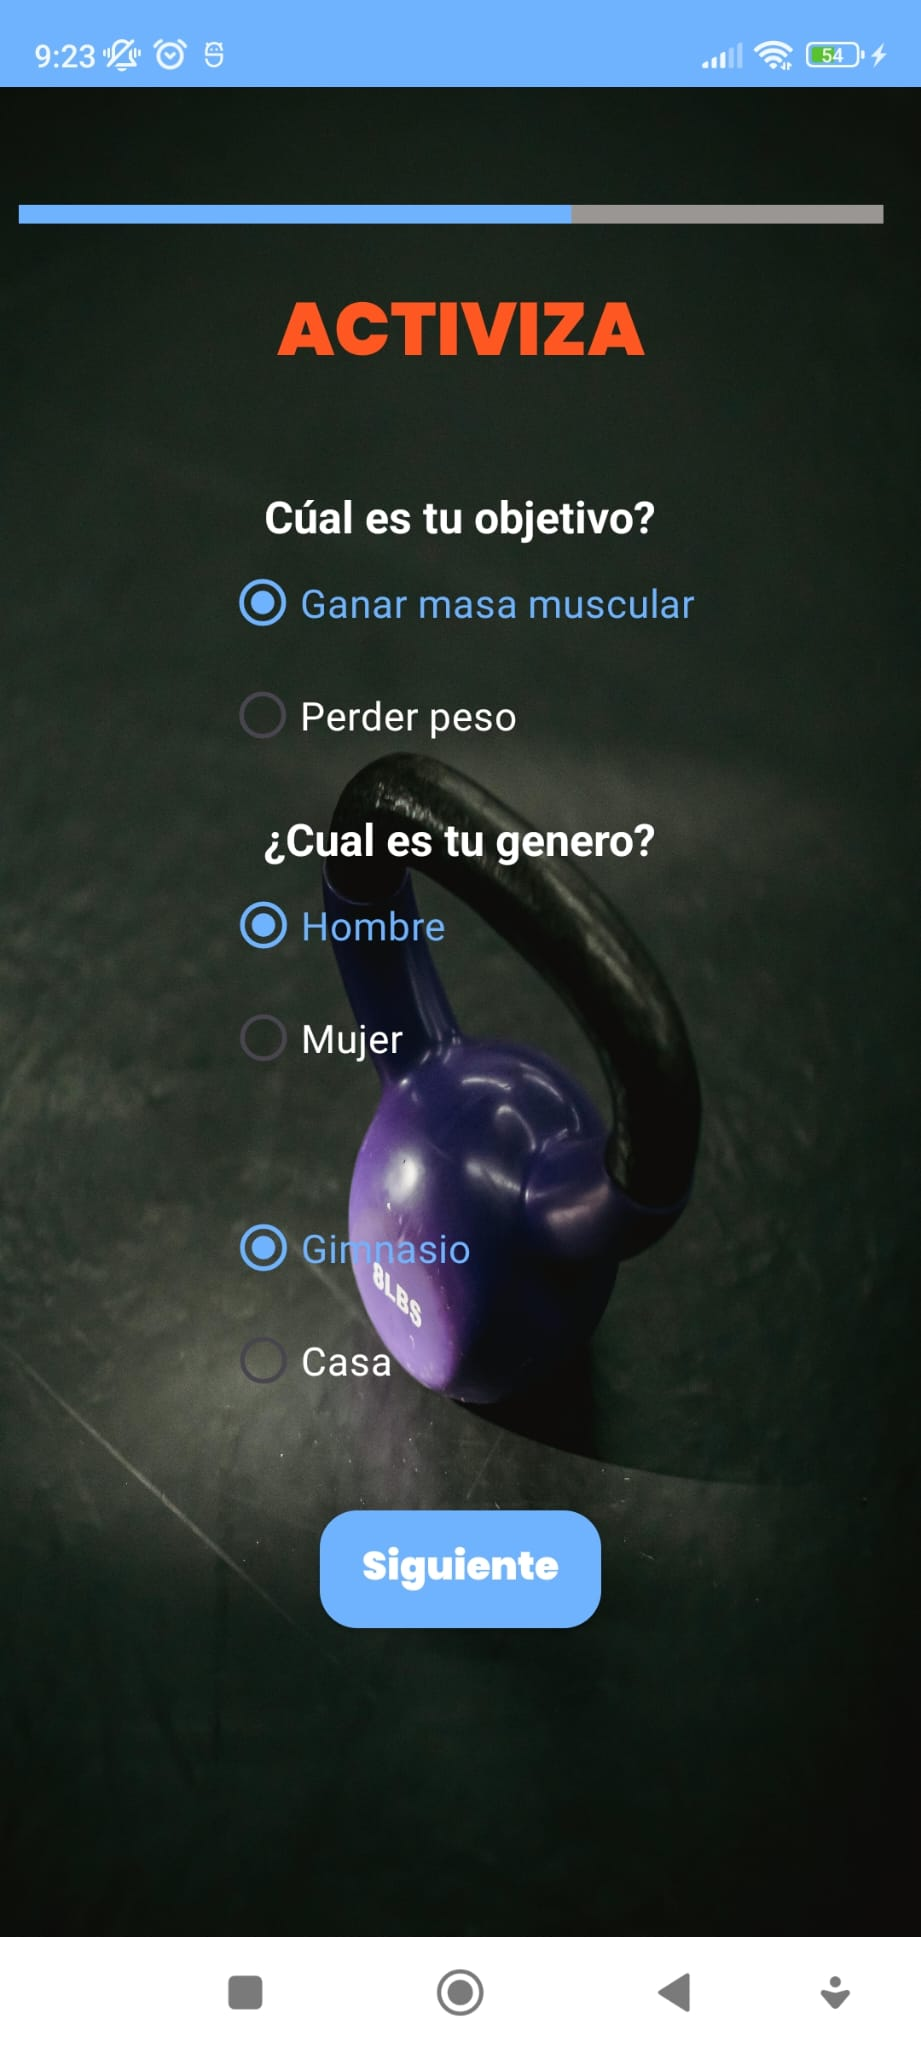 9:23
54
ACTIVIZA
Cúal es tu objetivo?
Ganar masa muscular
Perder peso
¿Cual es tu genero?
Hombre
Mujer
Gimnasio
8LBS
Casa
Siguiente